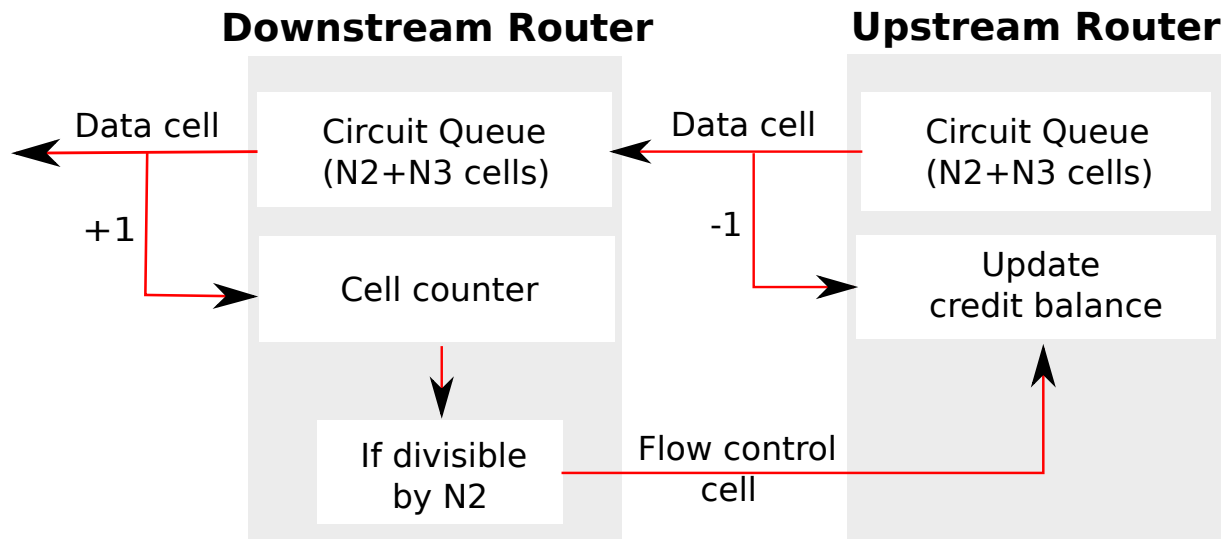 Downstream Router
Upstream Router
Data cell
Circuit Queue
(N2+N3 cells)
Data cell
Circuit Queue
(N2+N3 cells)
+1
-1
Cell counter
Update
credit balance
If divisible
by N2
Flow control
cell